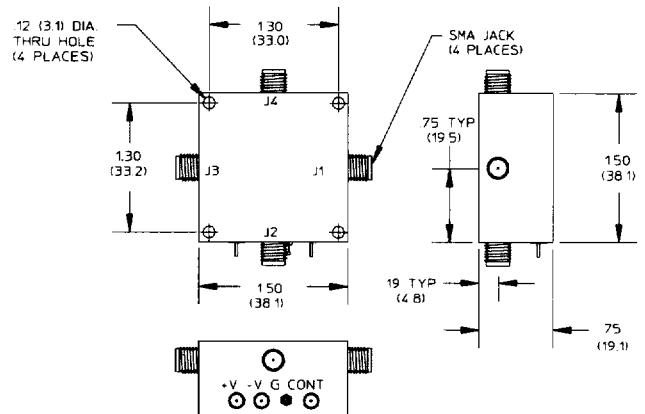 .12 (3.1) DIA.
THRU HOLE
(4 PLACES)
1.30
(33.0)
SMA JACK
(4 PLACES)
J4
1.30
(33.2)
J3
J1
J2
1.50
(38.1)
.75 TYP
(19.5)
1.50
(38.1)
.19 TYP
(4.8)
.75
(19.1)
+V -V G CONT